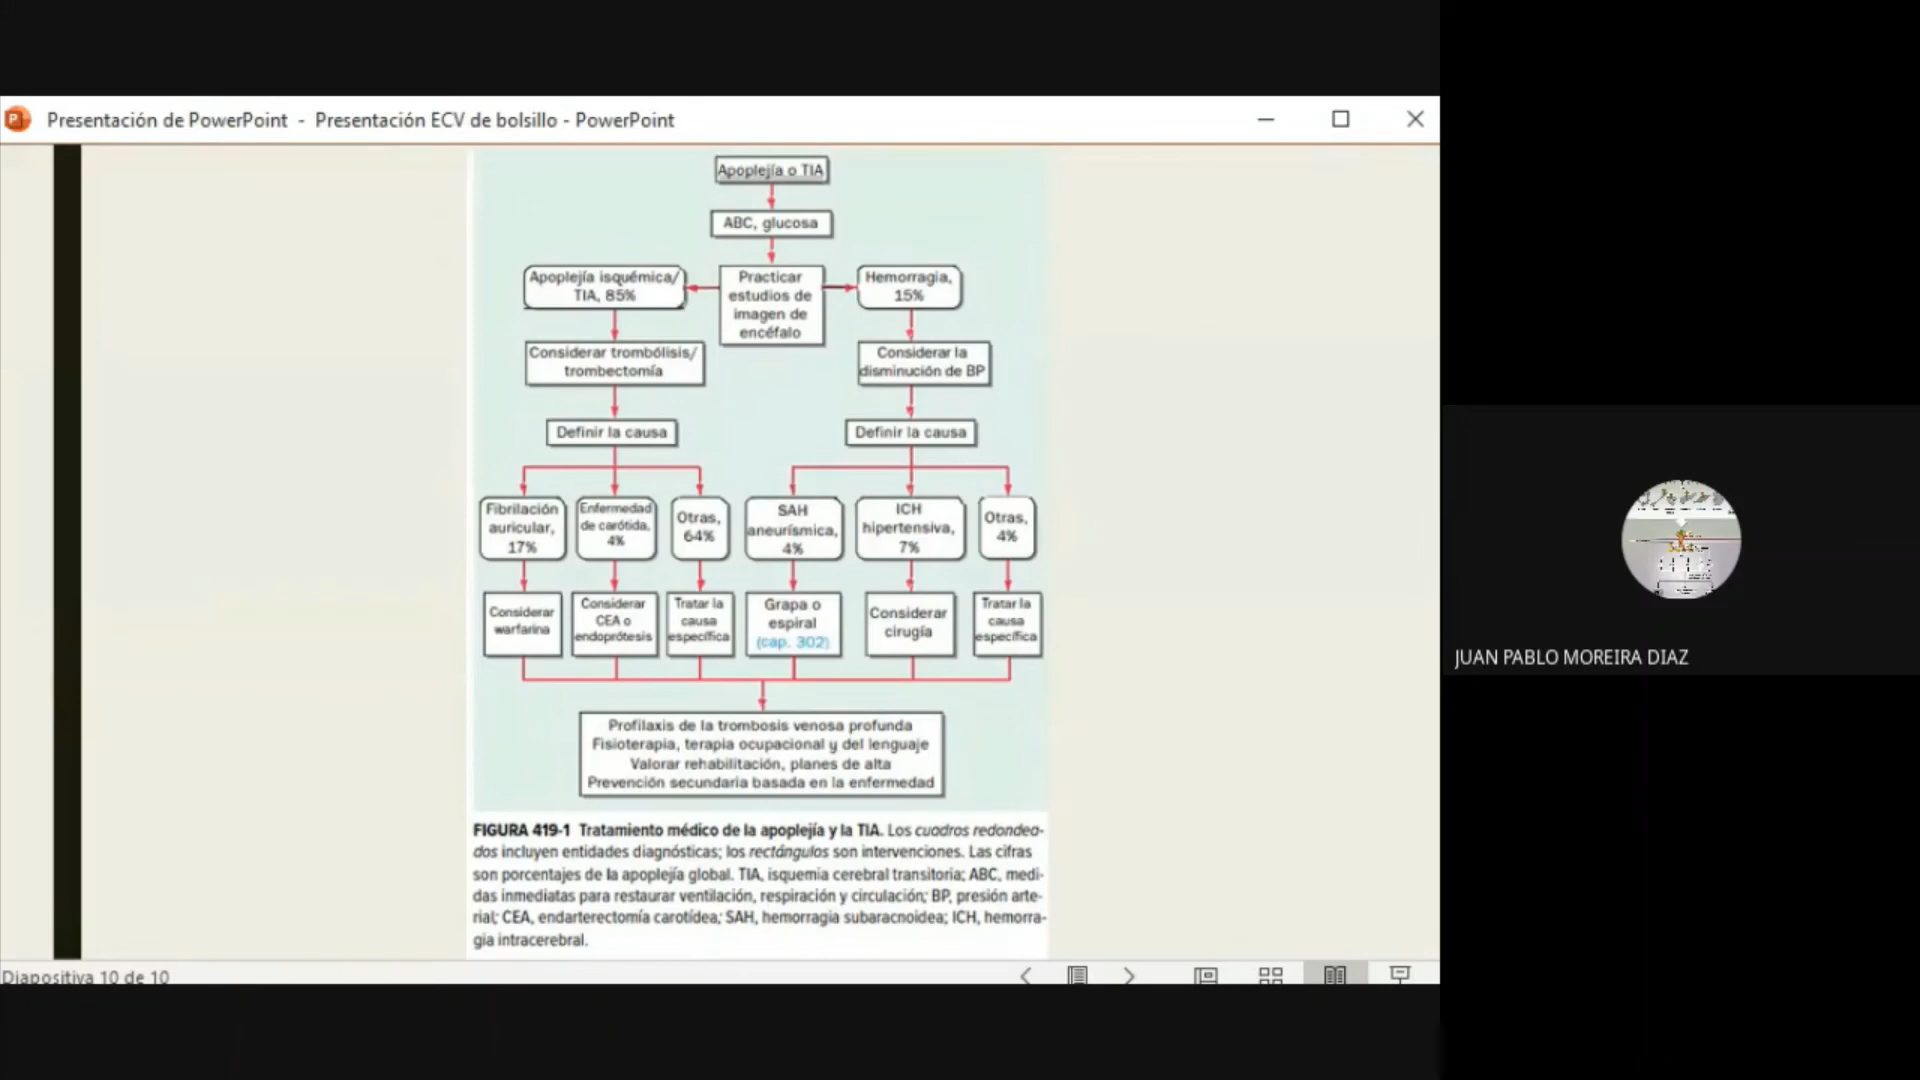 Presentación de PowerPoint - Presentación ECV de bolsillo - PowerPoint
Apoplejía o TIA
ABC, glucosa
Apoplejía isquémica/
TIA, 85%
Practicar
estudios de
imagen de
encéfalo
Hemorragia,
15%
Considerar trombólisis/
trombectomía
Considerar la
disminución de BP
Definir la causa
Definir la causa
Fibrilación
auricular,
17%
Enfermedad
de carótida,
4%
Otras,
64%
SAH
aneurísmica,
4%
ICH
hipertensiva,
7%
Otras,
4%
Considerar
warfarina
Considerar
CEA o
endoprótesis
Tratar la
causa
específica
Grapa o
espiral
(cap. 302)
Considerar
cirugía
Tratar la
causa
específica
Profilaxis de la trombosis venosa profunda
Fisioterapia, terapia ocupacional y del lenguaje
Valorar rehabilitación, planes de alta
Prevención secundaria basada en la enfermedad
FIGURA 419-1 Tratamiento médico de la apoplejía y la TIA. Los cuadros redondea-
dos incluyen entidades diagnósticas; los rectángulos son intervenciones. Las cifras
son porcentajes de la apoplejía global. TIA, isquemia cerebral transitoria; ABC, medi-
das inmediatas para restaurar ventilación, respiración y circulación; BP, presión arte-
rial; CEA, endarterectomía carotídea; SAH, hemorragia subaracnoidea; ICH, hemorra-
gia intracerebral.
Diapositiva 10 de 10
JUAN PABLO MOREIRA DIAZ